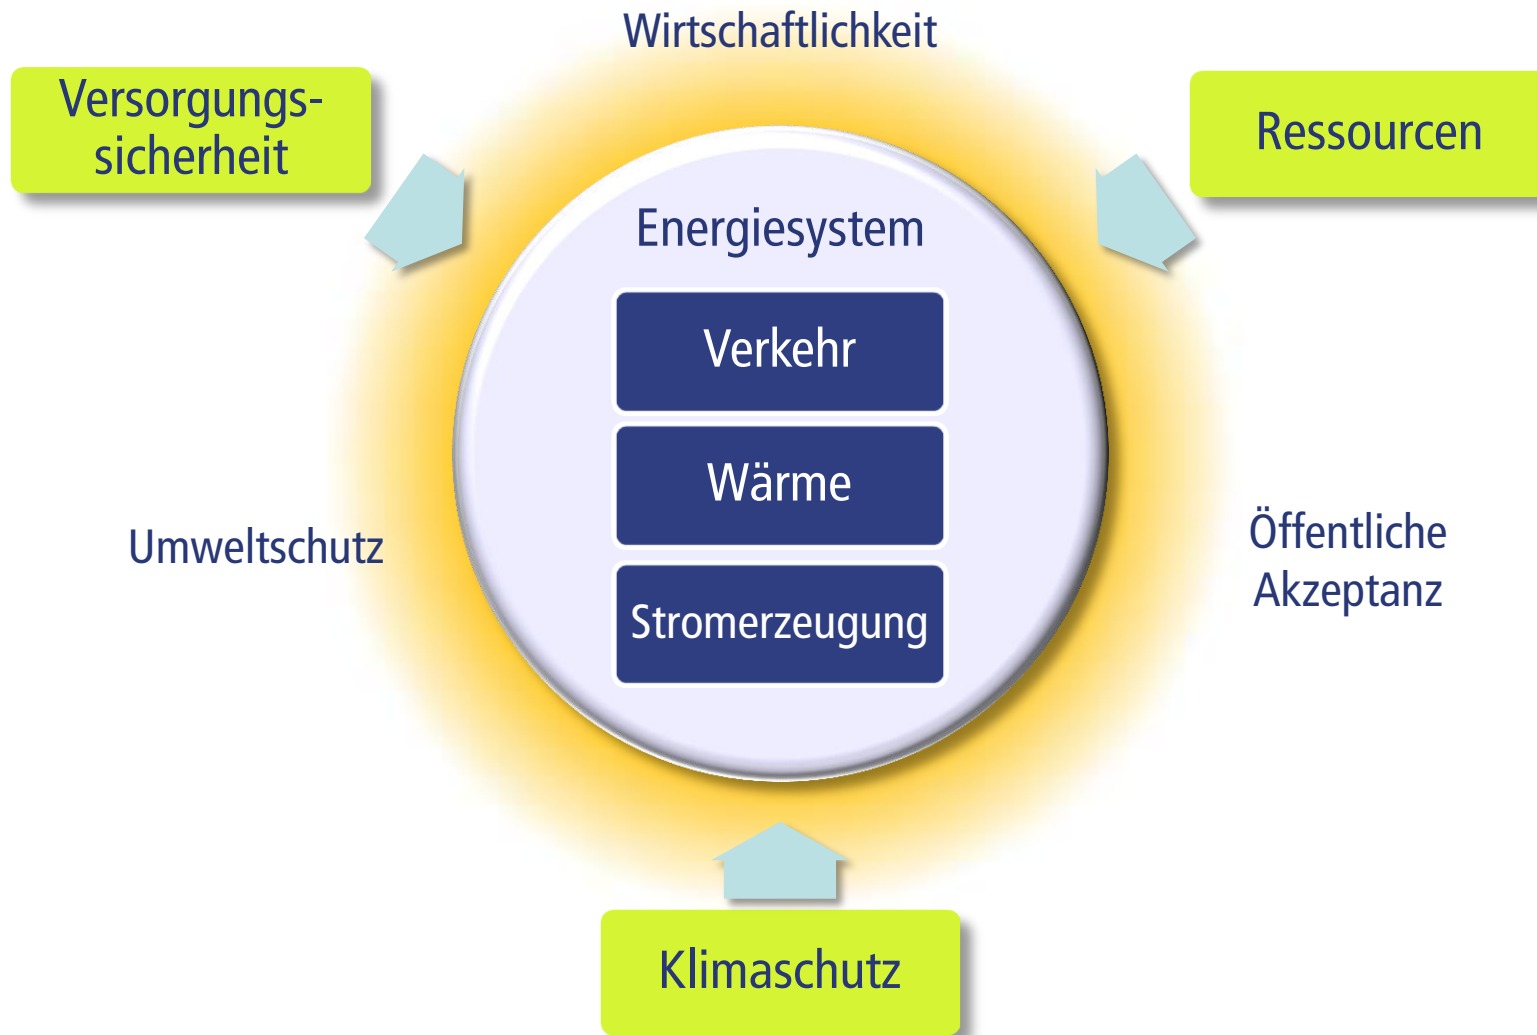 Wirtschaftlichkeit
Versorgungs-
sicherheit
Ressourcen
Energiesystem
Verkehr
Wärme
Stromerzeugung
Umweltschutz
Öffentliche
Akzeptanz
Klimaschutz